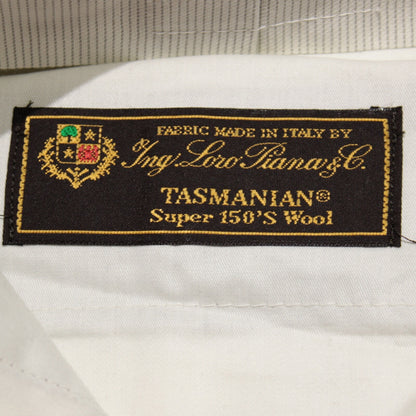 FABRIC MADE IN ITALY BY
Ing. Loro Piana & C.
TASMANIAN®
Super 150'S Wool